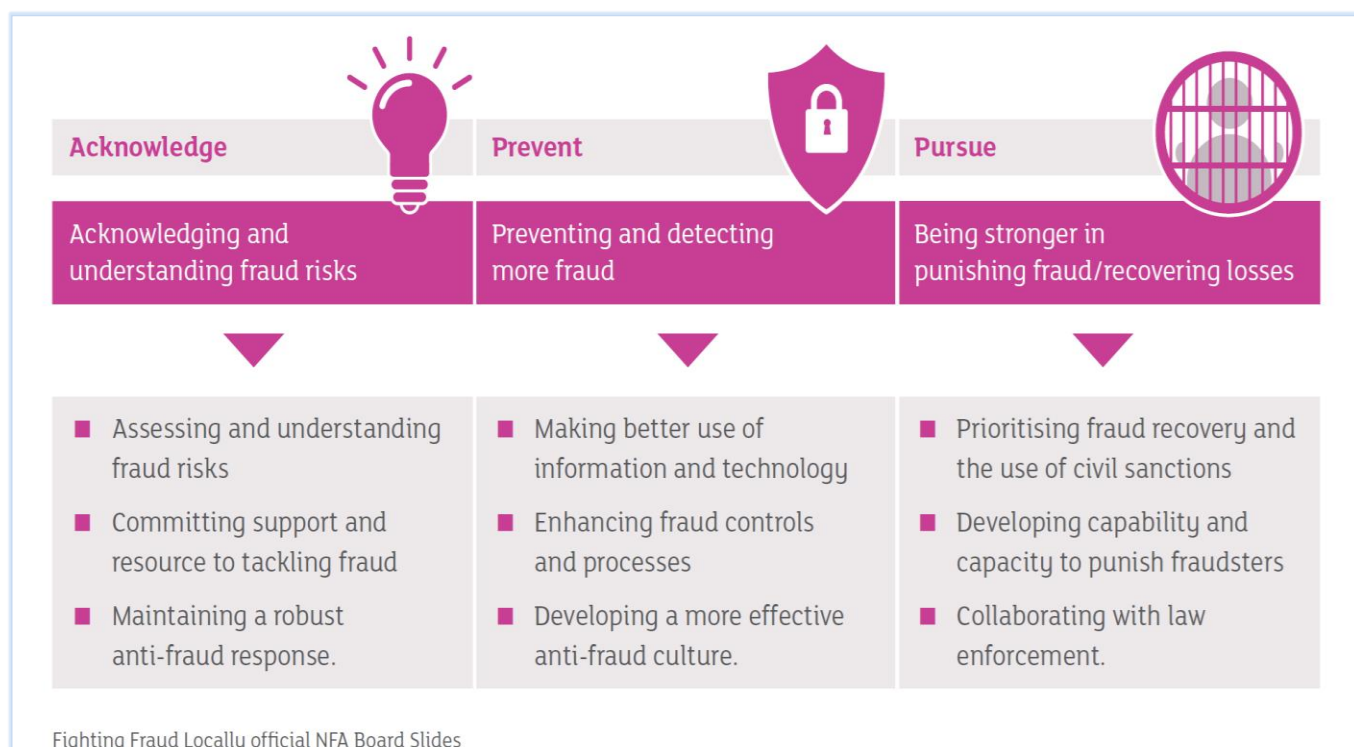 Acknowledge
Prevent
Pursue
Acknowledging and
understanding fraud risks
Preventing and detecting
more fraud
Being stronger in
punishing fraud/recovering losses
■ Assessing and understanding
fraud risks
■ Committing support and
resource to tackling fraud
■ Maintaining a robust
anti-fraud response.
■ Making better use of
information and technology
■ Enhancing fraud controls
and processes
■ Developing a more effective
anti-fraud culture.
■ Prioritising fraud recovery and
the use of civil sanctions
■ Developing capability and
capacity to punish fraudsters
■ Collaborating with law
enforcement.
Fighting Fraud Locally official NFA Board Slides